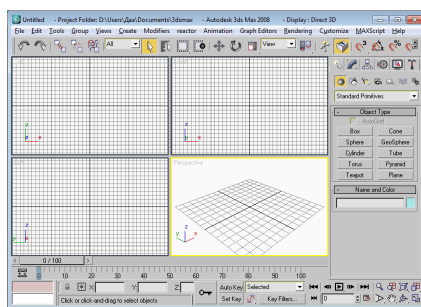 Untitled - Project Folder: D:\Users\Даа\Documents\3dsmax - Autodesk 3ds Max 2008 - Display : Direct 3D
File Edit Tools Group Views Create Modifiers reactor Animation Graph Editors Rendering Customize MAXScript Help
All
View
Standard Primitives
- Object Type
AutoGrid
Box Cone
Sphere GeoSphere
Cylinder Tube
Torus Pyramid
Teapot Plane
- Name and Color
Perspective
z
x
y
0 / 100
0 10 20 30 40 50 60 70 80 90 100
X: Y: Z:
Auto Key Selected
Set Key Key Filters...
0
Click or click-and-drag to select objects